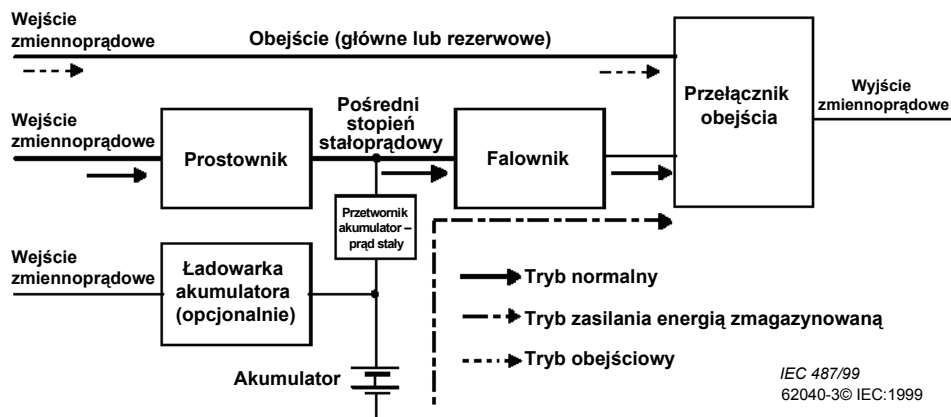 Wejście
zmiennoprądowe
Obejście (główne lub rezerwowe)
Przełącznik
obejścia
Wyjście
zmiennoprądowe
Wejście
zmiennoprądowe
Prostownik
Pośredni
stopień
stałoprądowy
Falownik
Przetwornik
akumulator –
prąd stały
Wejście
zmiennoprądowe
Ładowarka
akumulatora
(opcjonalnie)
Akumulator
Tryb normalny
Tryb zasilania energią zmagazynowaną
Tryb obejściowy
IEC 487/99
62040-3© IEC:1999